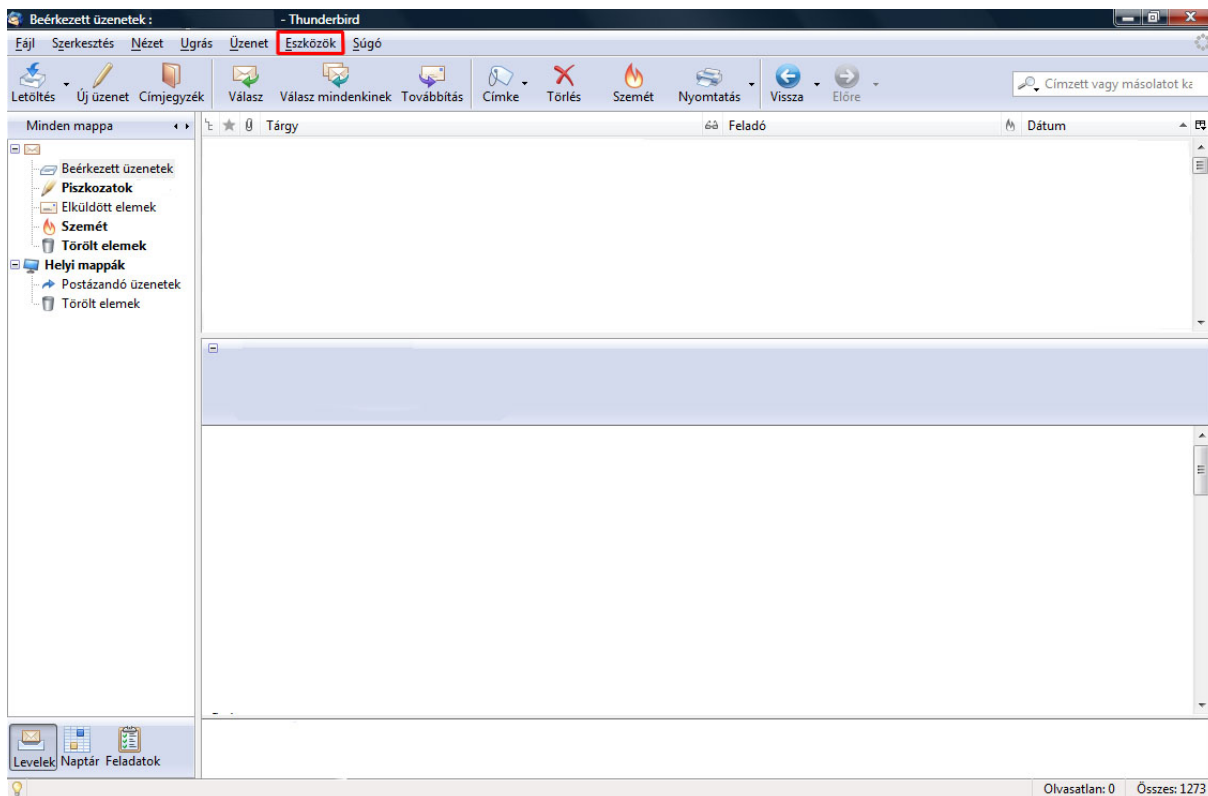 Beérkezett üzenetek : - Thunderbird
Fájl Szerkesztés Nézet Ugrás Üzenet Eszközök Súgó
Letöltés Új üzenet Címjegyzék Válasz Válasz mindenkinek Továbbítás Címke Törlés Szemét Nyomtatás Vissza Előre Címzett vagy másolatot ka
Minden mappa Tárgy Feladó Dátum
Beérkezett üzenetek
Piszkozatok
Elküldött elemek
Szemét
Törölt elemek
Helyi mappák
Postázandó üzenetek
Törölt elemek
Levelek Naptár Feladatok
Olvasatlan: 0 Összes: 1273